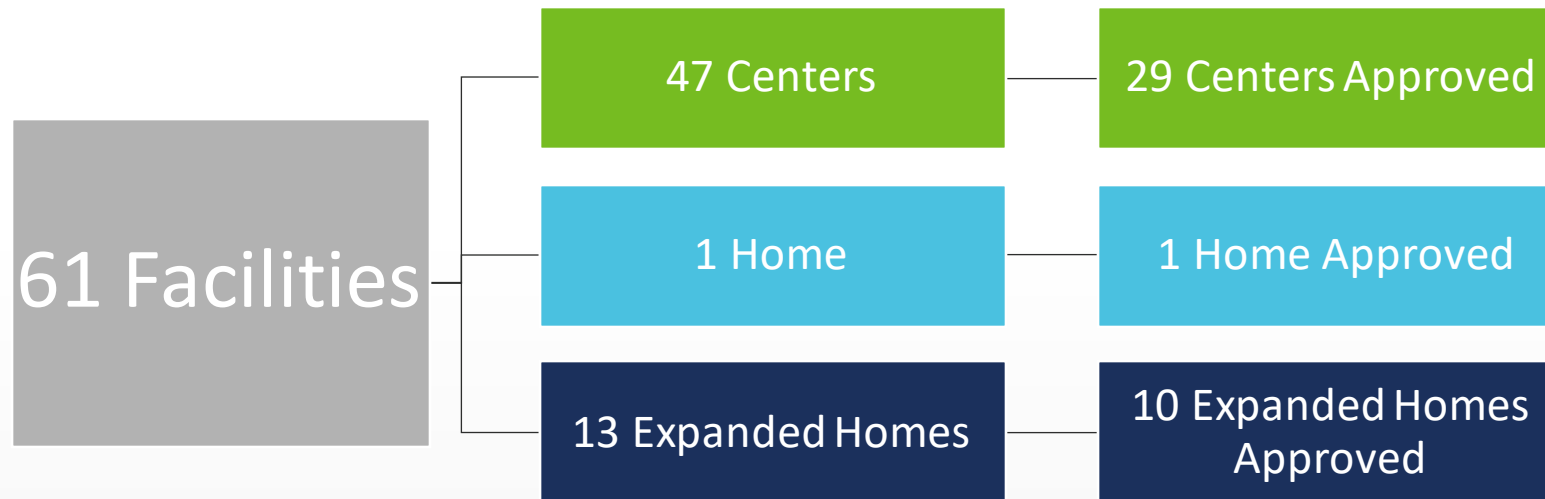 61 Facilities
47 Centers
29 Centers Approved
1 Home
1 Home Approved
13 Expanded Homes
10 Expanded Homes
Approved